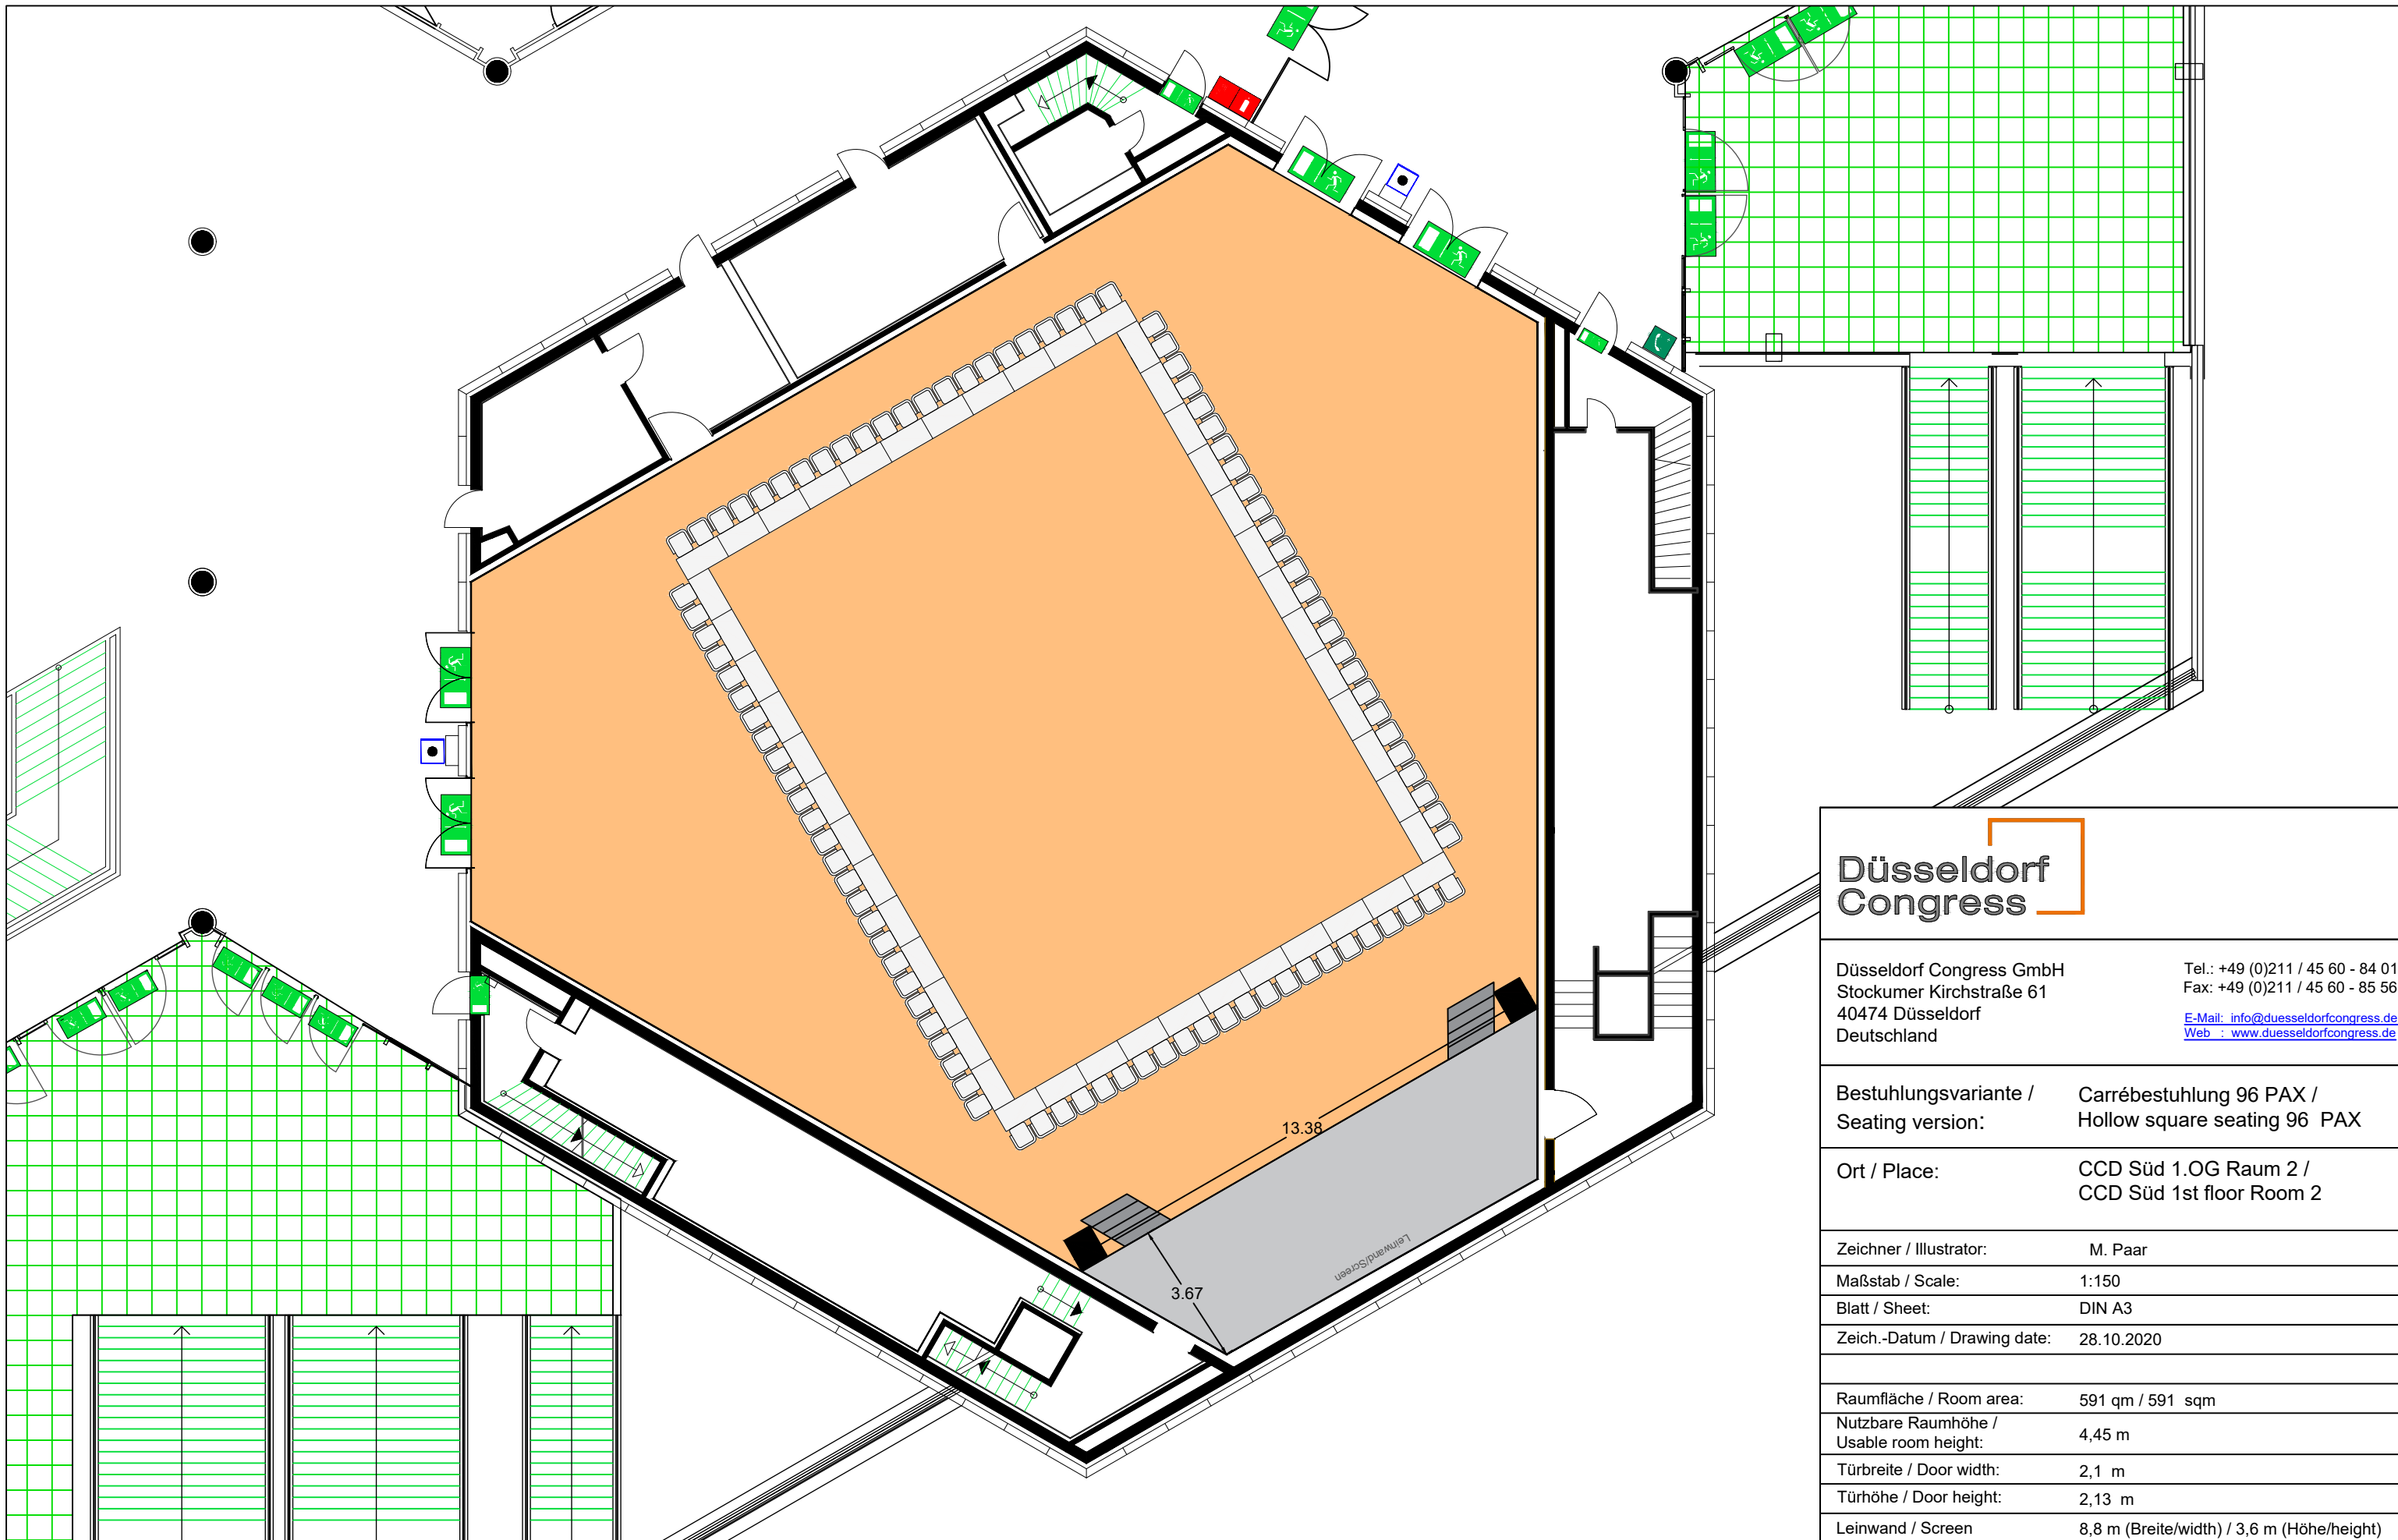 13.38
3.67
Leinwand/Screen
Düsseldorf
Congress
Düsseldorf Congress GmbH
Stockumer Kirchstraße 61
40474 Düsseldorf
Deutschland
Tel.: +49 (0)211 / 45 60 - 84 01
Fax: +49 (0)211 / 45 60 - 85 56
E-Mail: info@duesseldorfcongress.de
Web : www.duesseldorfcongress.de
Bestuhlungsvariante / Carrébestuhlung 96 PAX /
Seating version: Hollow square seating 96 PAX
Ort / Place: CCD Süd 1.OG Raum 2 /
CCD Süd 1st floor Room 2
Zeichner / Illustrator: M. Paar
Maßstab / Scale: 1:150
Blatt / Sheet: DIN A3
Zeich.-Datum / Drawing date: 28.10.2020
Raumfläche / Room area: 591 qm / 591 sqm
Nutzbare Raumhöhe /
Usable room height: 4,45 m
Türbreite / Door width: 2,1 m
Türhöhe / Door height: 2,13 m
Leinwand / Screen 8,8 m (Breite/width) / 3,6 m (Höhe/height)